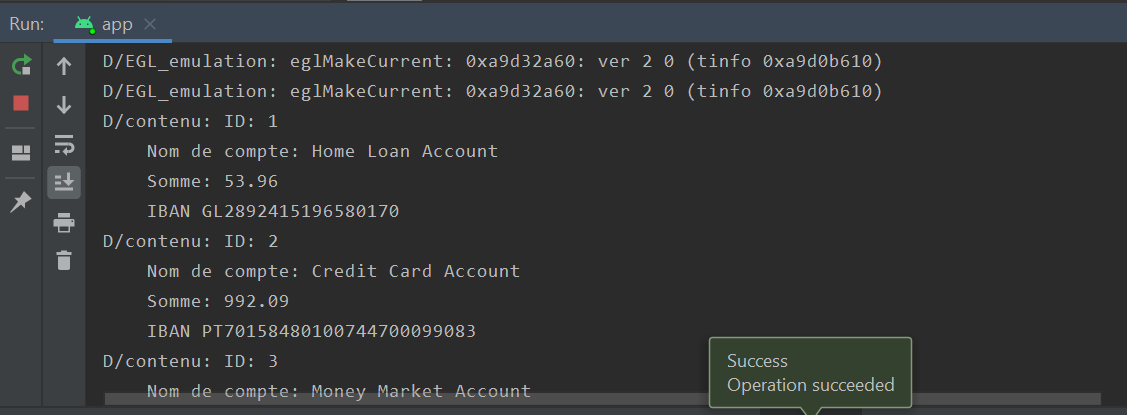 Run: app
D/EGL_emulation: eglMakeCurrent: 0xa9d32a60: ver 2 0 (tinfo 0xa9d0b610)
D/EGL_emulation: eglMakeCurrent: 0xa9d32a60: ver 2 0 (tinfo 0xa9d0b610)
D/contenu: ID: 1
Nom de compte: Home Loan Account
Somme: 53.96
IBAN GL2892415196580170
D/contenu: ID: 2
Nom de compte: Credit Card Account
Somme: 992.09
IBAN PT70158480100744700099083
D/contenu: ID: 3
Nom de compte: Money Market Account
Success
Operation succeeded